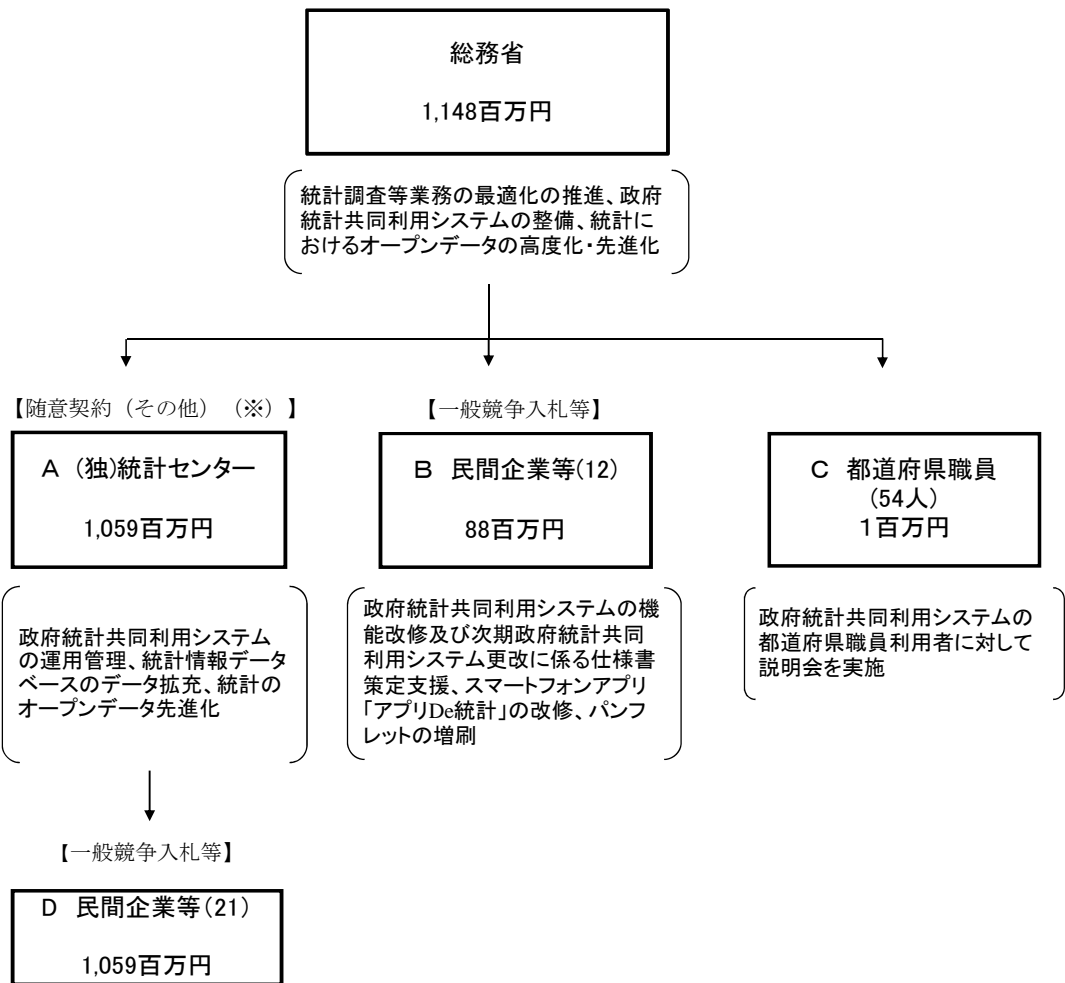 総務省
1,148百万円
統計調査等業務の最適化の推進、政府
統計共同利用システムの整備、統計に
おけるオープンデータの高度化・先進化
【随意契約（その他）（※）】
A (独)統計センター
1,059百万円
政府統計共同利用システム
の運用管理、統計情報データ
ベースのデータ拡充、統計の
オープンデータ先進化
【一般競争入札等】
B 民間企業等(12)
88百万円
政府統計共同利用システムの機
能改修及び次期政府統計共同
利用システム更改に係る仕様書
策定支援、スマートフォンアプリ
「アプリDe統計」の改修、パンフ
レットの増刷
C 都道府県職員
(54人)
1百万円
政府統計共同利用システムの
都道府県職員利用者に対して
説明会を実施
【一般競争入札等】
D 民間企業等(21)
1,059百万円